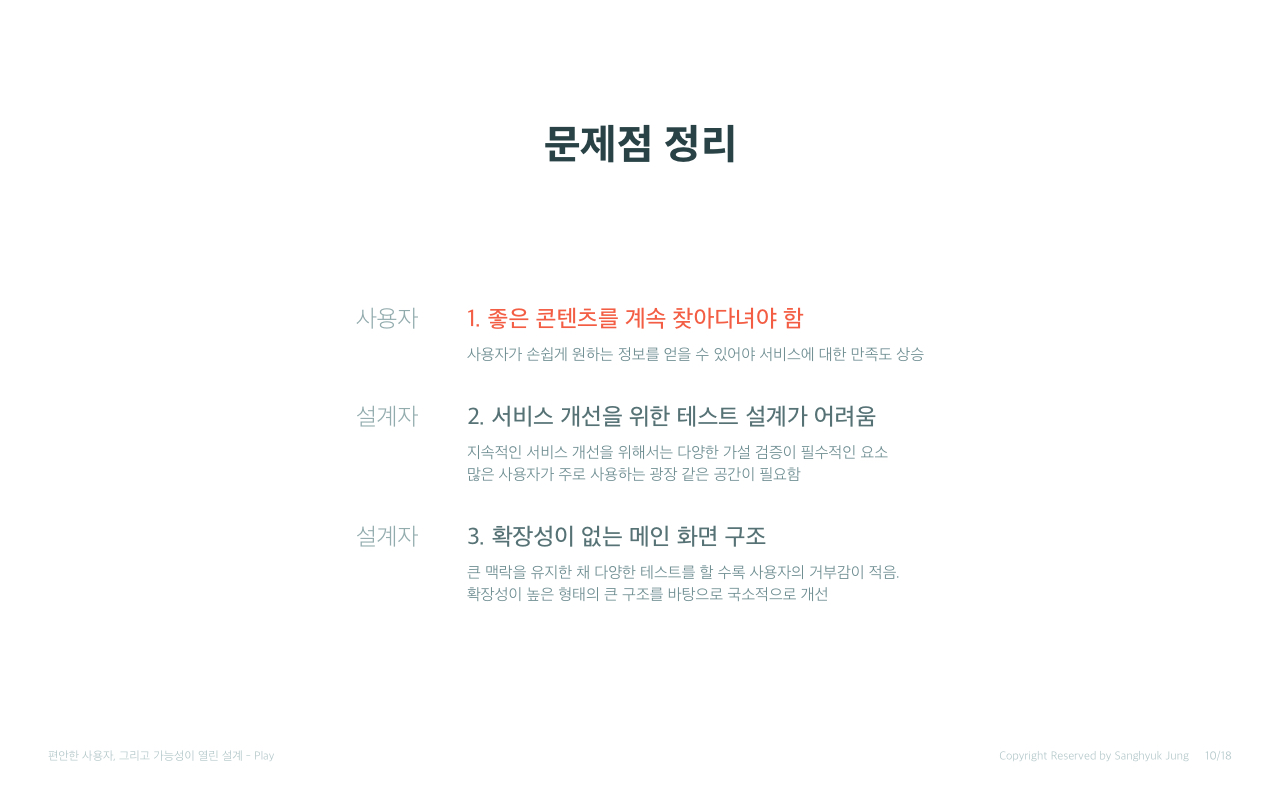 문제점 정리
사용자
1. 좋은 콘텐츠를 계속 찾아다녀야 함
사용자가 손쉽게 원하는 정보를 얻을 수 있어야 서비스에 대한 만족도 상승
설계자
2. 서비스 개선을 위한 테스트 설계가 어려움
지속적인 서비스 개선을 위해서는 다양한 가설 검증이 필수적인 요소
많은 사용자가 주로 사용하는 광장 같은 공간이 필요함
설계자
3. 확장성이 없는 메인 화면 구조
큰 맥락을 유지한 채 다양한 테스트를 할 수록 사용자의 거부감이 적음.
확장성이 높은 형태의 큰 구조를 바탕으로 국소적으로 개선
편안한 사용자, 그리고 가능성이 열린 설계 - Play
Copyright Reserved by Sanghyuk Jung 10/18